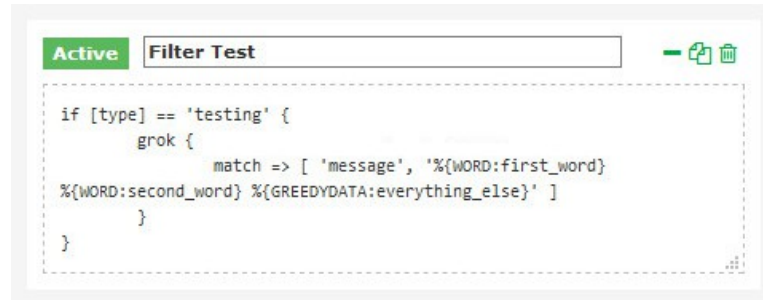 Active Filter Test
if [type] == 'testing' {
grok {
match => [ 'message', '%{WORD:first_word}
%{WORD:second_word} %{GREEDYDATA:everything_else}' ]
}
}